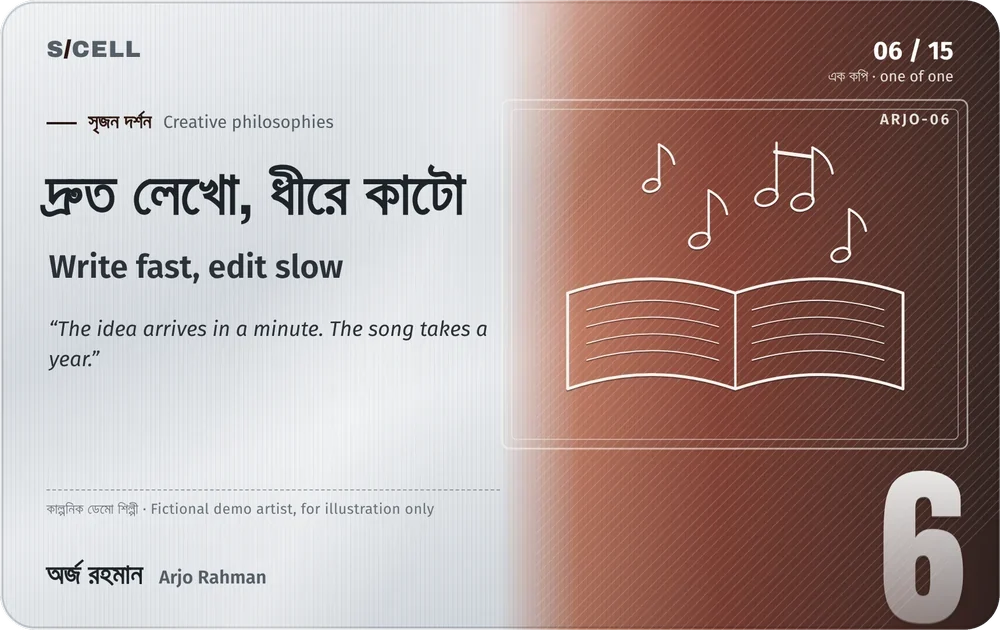 S/CELL
06 / 15
এক কপি · one of one
ARJO-06
সৃজন দর্শন Creative philosophies
দ্রুত লেখো, ধীরে কাটো
Write fast, edit slow
“The idea arrives in a minute. The song takes a
year.”
কাল্পনিক ডেমো শিল্পী · Fictional demo artist, for illustration only
অর্জ রহমান Arjo Rahman
6